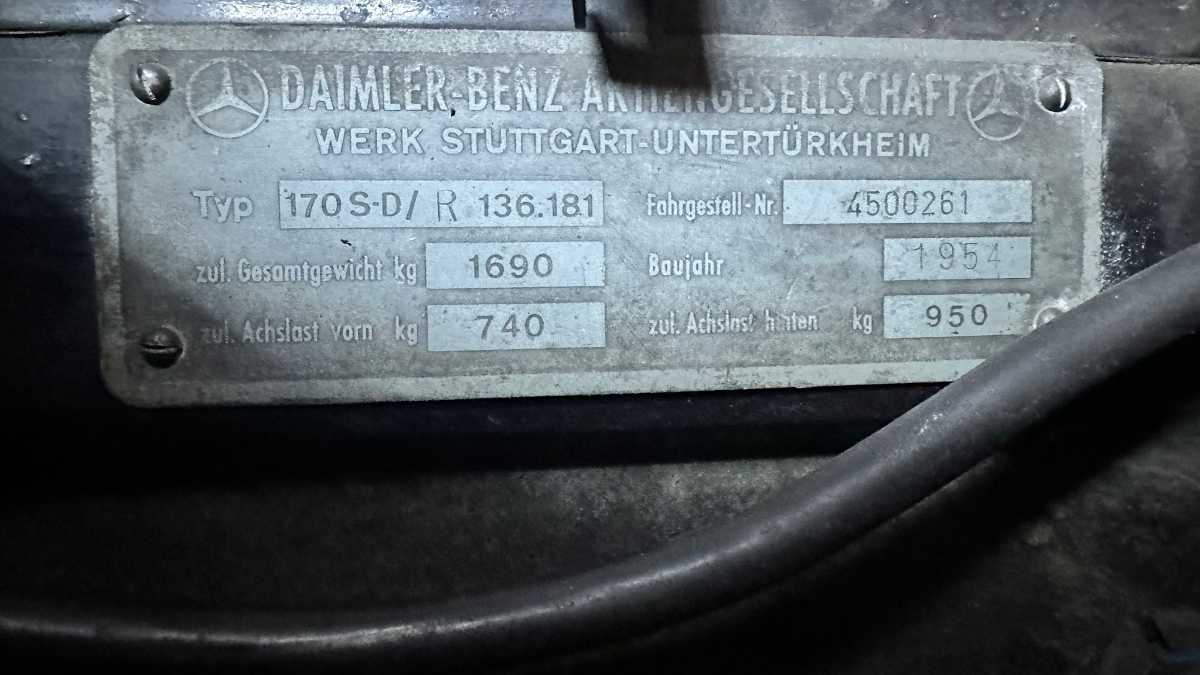 DAIMLER-BENZ AKTIENGESELLSCHAFT
WERK STUTTGART-UNTERTÜRKHEIM
Typ 170 S-D/ R 136.181 Fahrgestell-Nr. 4500261
zul. Gesamtgewicht kg 1690 Baujahr 1954
zul. Achslast vorn kg 740 zul. Achslast hinten kg 950